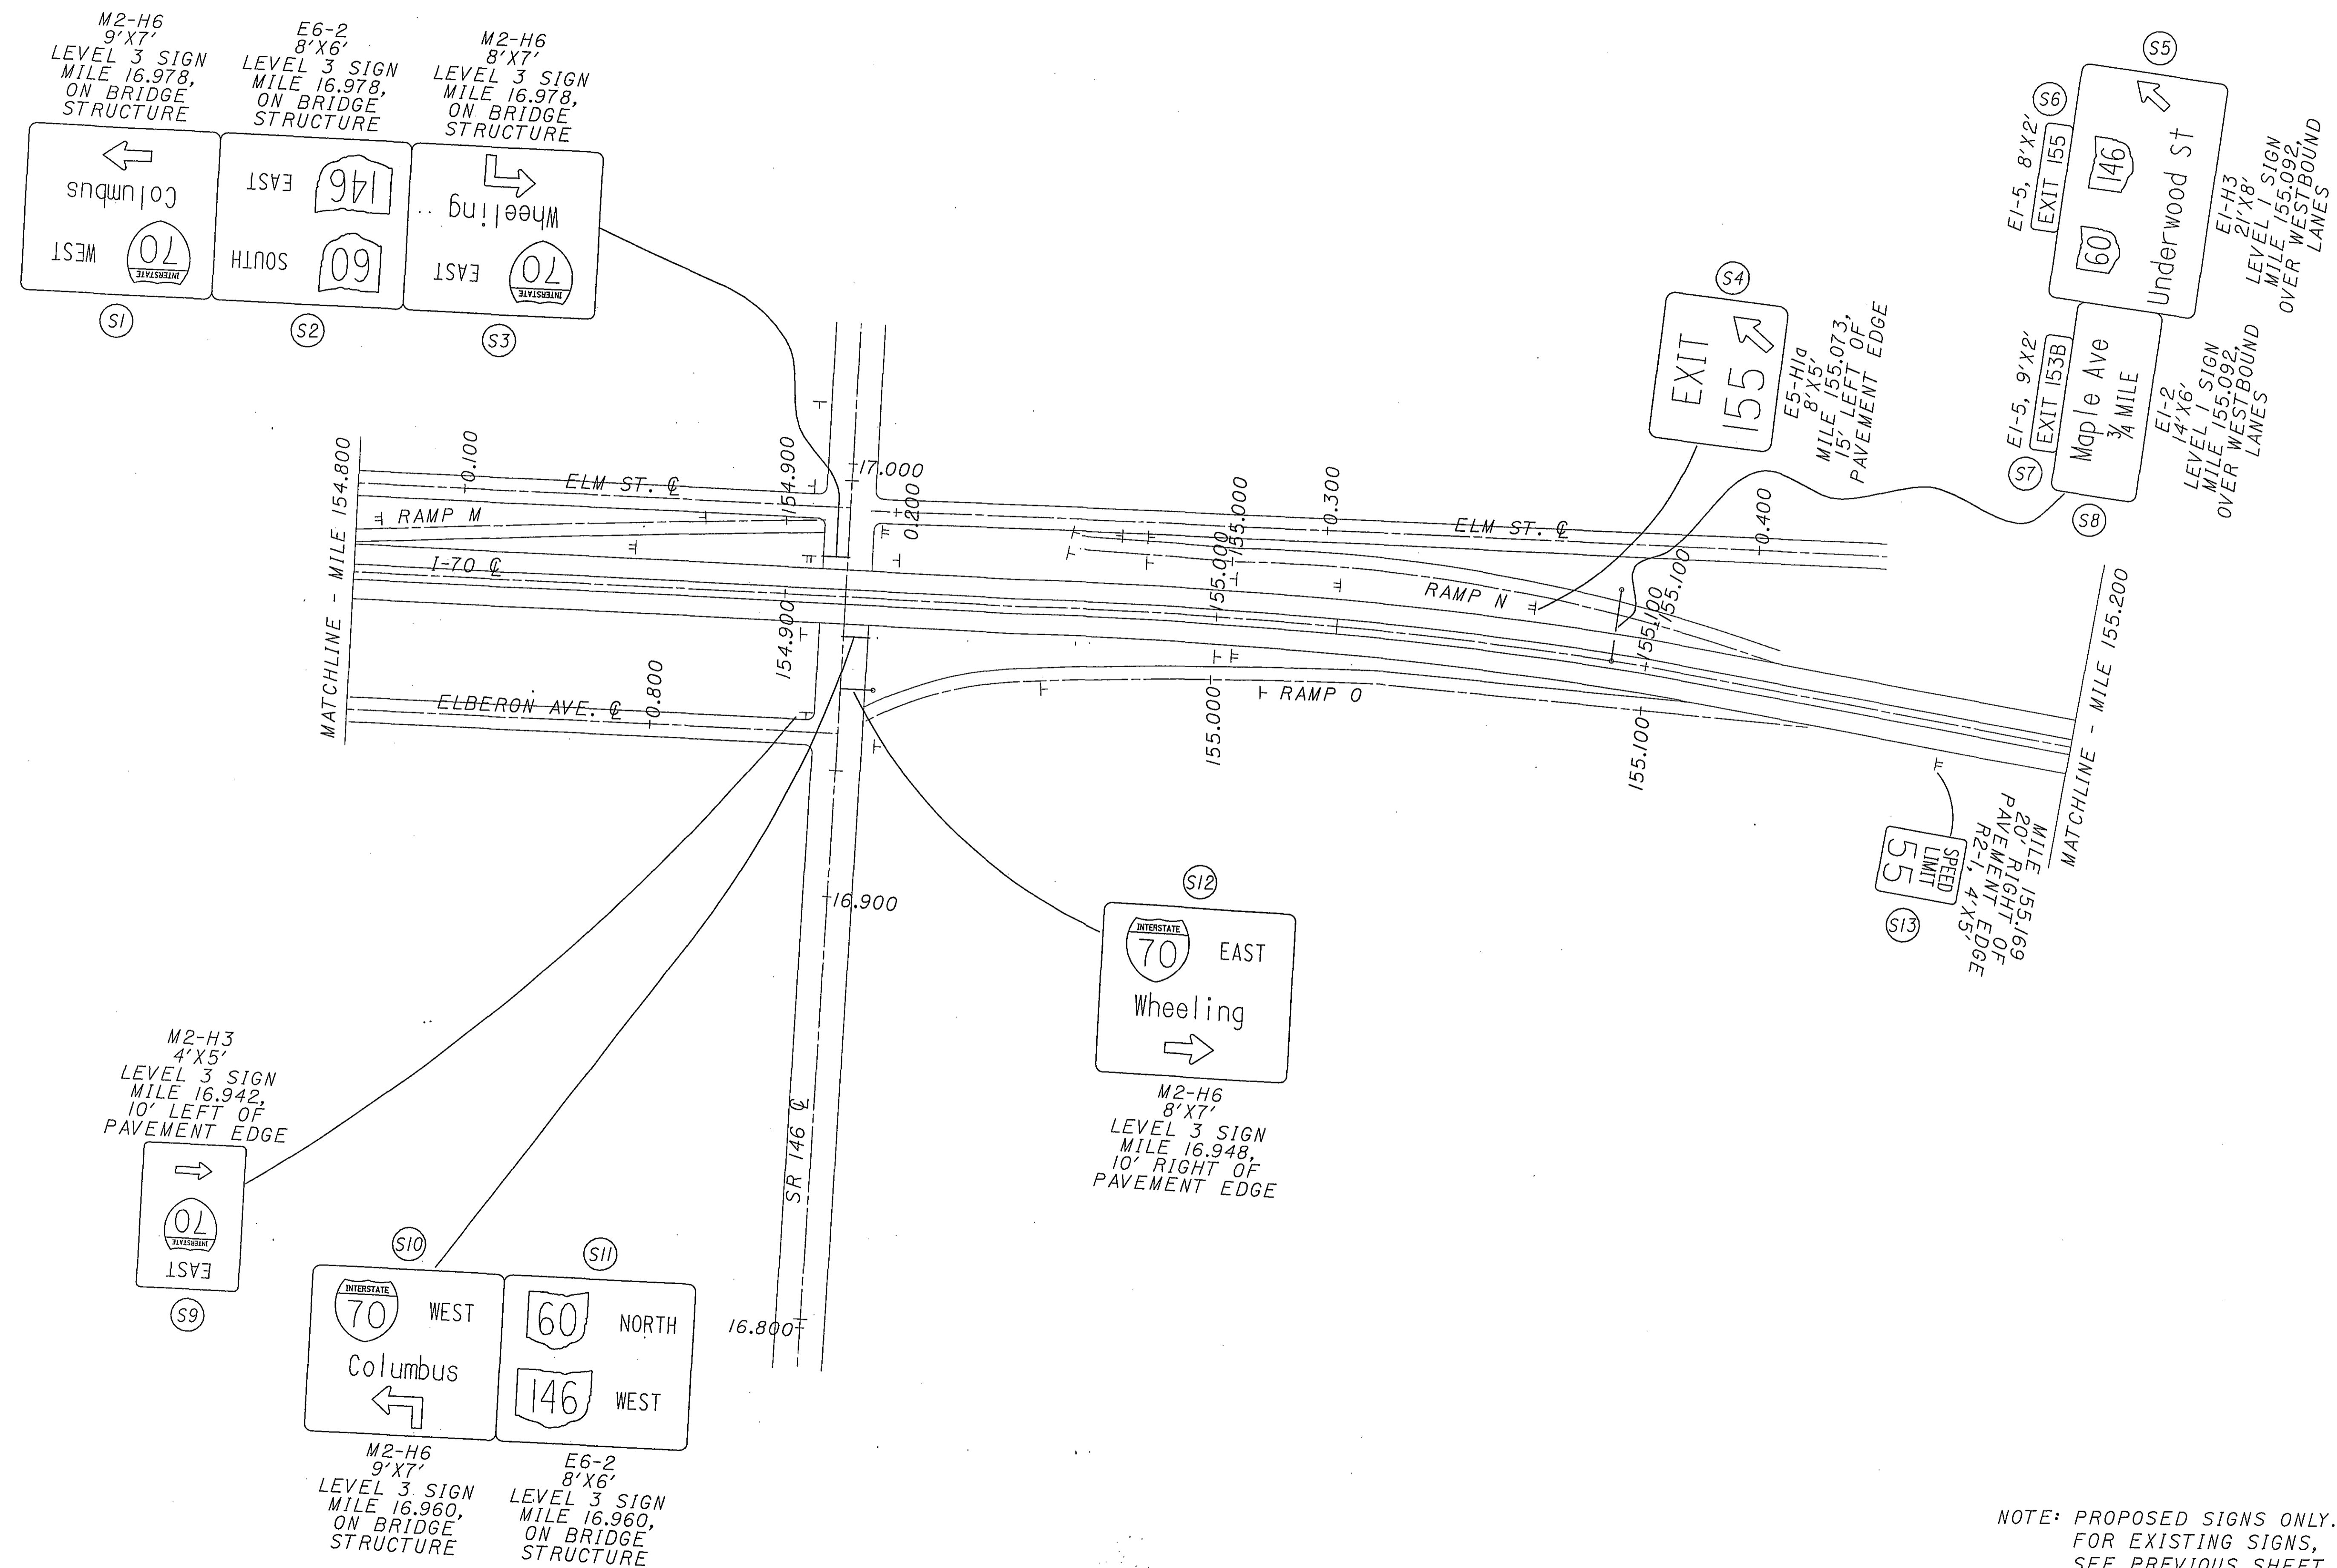 M2-H6
9'X7'
LEVEL 3 SIGN
MILE 16.978,
ON BRIDGE
STRUCTURE
Columbus
INTERSTATE
70
WEST
S1
E6-2
8'X6'
LEVEL 3 SIGN
MILE 16.978,
ON BRIDGE
STRUCTURE
146 EAST
60 SOUTH
S2
M2-H6
8'X7'
LEVEL 3 SIGN
MILE 16.978,
ON BRIDGE
STRUCTURE
Wheeling
INTERSTATE
70
EAST
S3
S4
EXIT
155
E5-H1a
8'X5'
MILE 155.073,
15' LEFT OF
PAVEMENT EDGE
S5
S6
E1-5, 8'X2'
EXIT 155
60 146
Underwood St
E1-H3
21'X8'
LEVEL 1 SIGN
MILE 155.092,
OVER WESTBOUND
LANES
S7
E1-5, 9'X2'
EXIT 153B
Maple Ave
3/4 MILE
E1-2
14'X6'
LEVEL 1 SIGN
MILE 155.092,
OVER WESTBOUND
LANES
S8
MATCHLINE - MILE 154.800
0.100
ELM ST. ℄
154.900
17.000
0.200
RAMP M
I-70 ℄
154.900
ELBERON AVE. ℄
0.800
155.000
155.000
0.300
ELM ST. ℄
0.400
RAMP N
155.100
155.100
155.000
RAMP O
155.100
MATCHLINE - MILE 155.200
16.900
SR 146 ℄
16.800
SPEED
LIMIT
55
MILE 155.169
20' RIGHT OF
PAVEMENT EDGE
R2-1, 4'X5'
S13
S12
INTERSTATE
70
EAST
Wheeling
M2-H6
8'X7'
LEVEL 3 SIGN
MILE 16.948,
10' RIGHT OF
PAVEMENT EDGE
M2-H3
4'X5'
LEVEL 3 SIGN
MILE 16.942,
10' LEFT OF
PAVEMENT EDGE
INTERSTATE
70
EAST
S9
S10
INTERSTATE
70
WEST
Columbus
M2-H6
9'X7'
LEVEL 3 SIGN
MILE 16.960,
ON BRIDGE
STRUCTURE
S11
60 NORTH
146 WEST
E6-2
8'X6'
LEVEL 3 SIGN
MILE 16.960,
ON BRIDGE
STRUCTURE
NOTE: PROPOSED SIGNS ONLY.
FOR EXISTING SIGNS,
SEE PREVIOUS SHEET